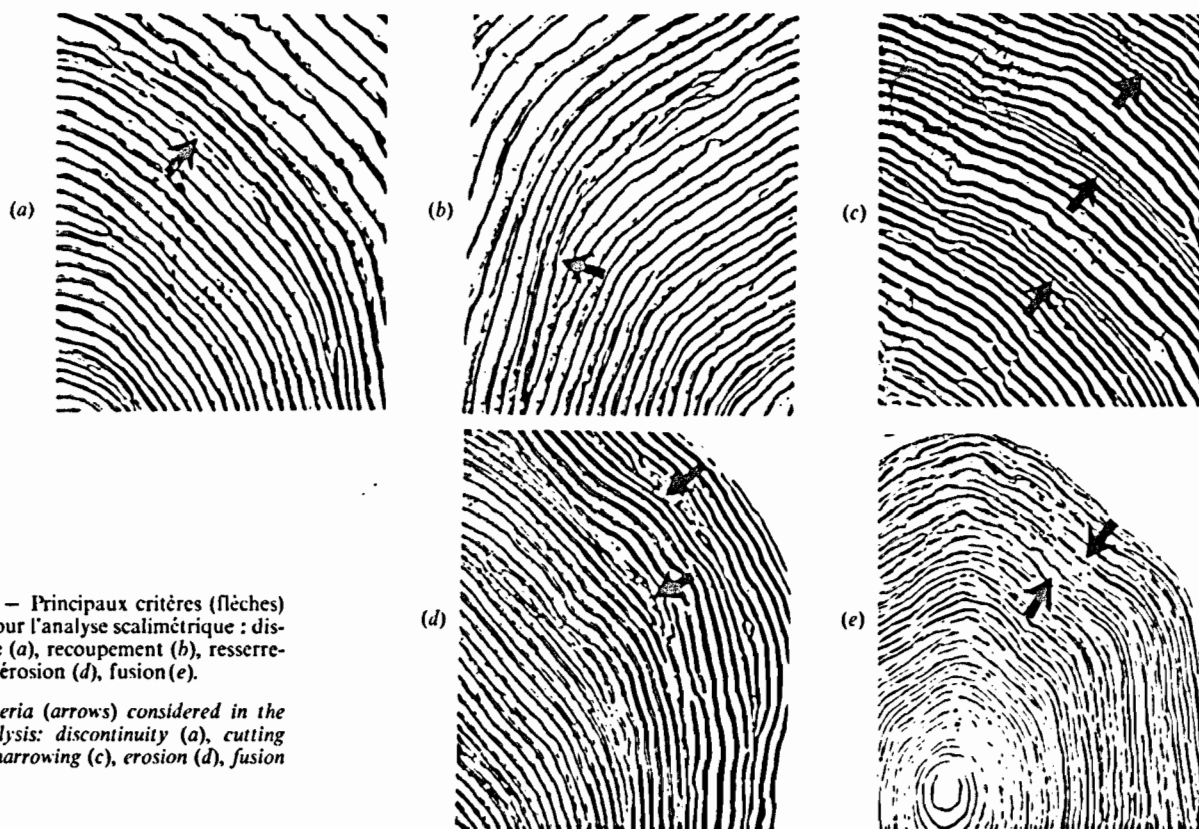 (a)
(b)
(c)
(d)
(e)
– Principaux critères (flèches)
our l'analyse scalimétrique : dis-
(a), recoupement (b), resserre-
érosion (d), fusion (e).
eria (arrows) considered in the
lysis: discontinuity (a), cutting
narrowing (c), erosion (d), fusion